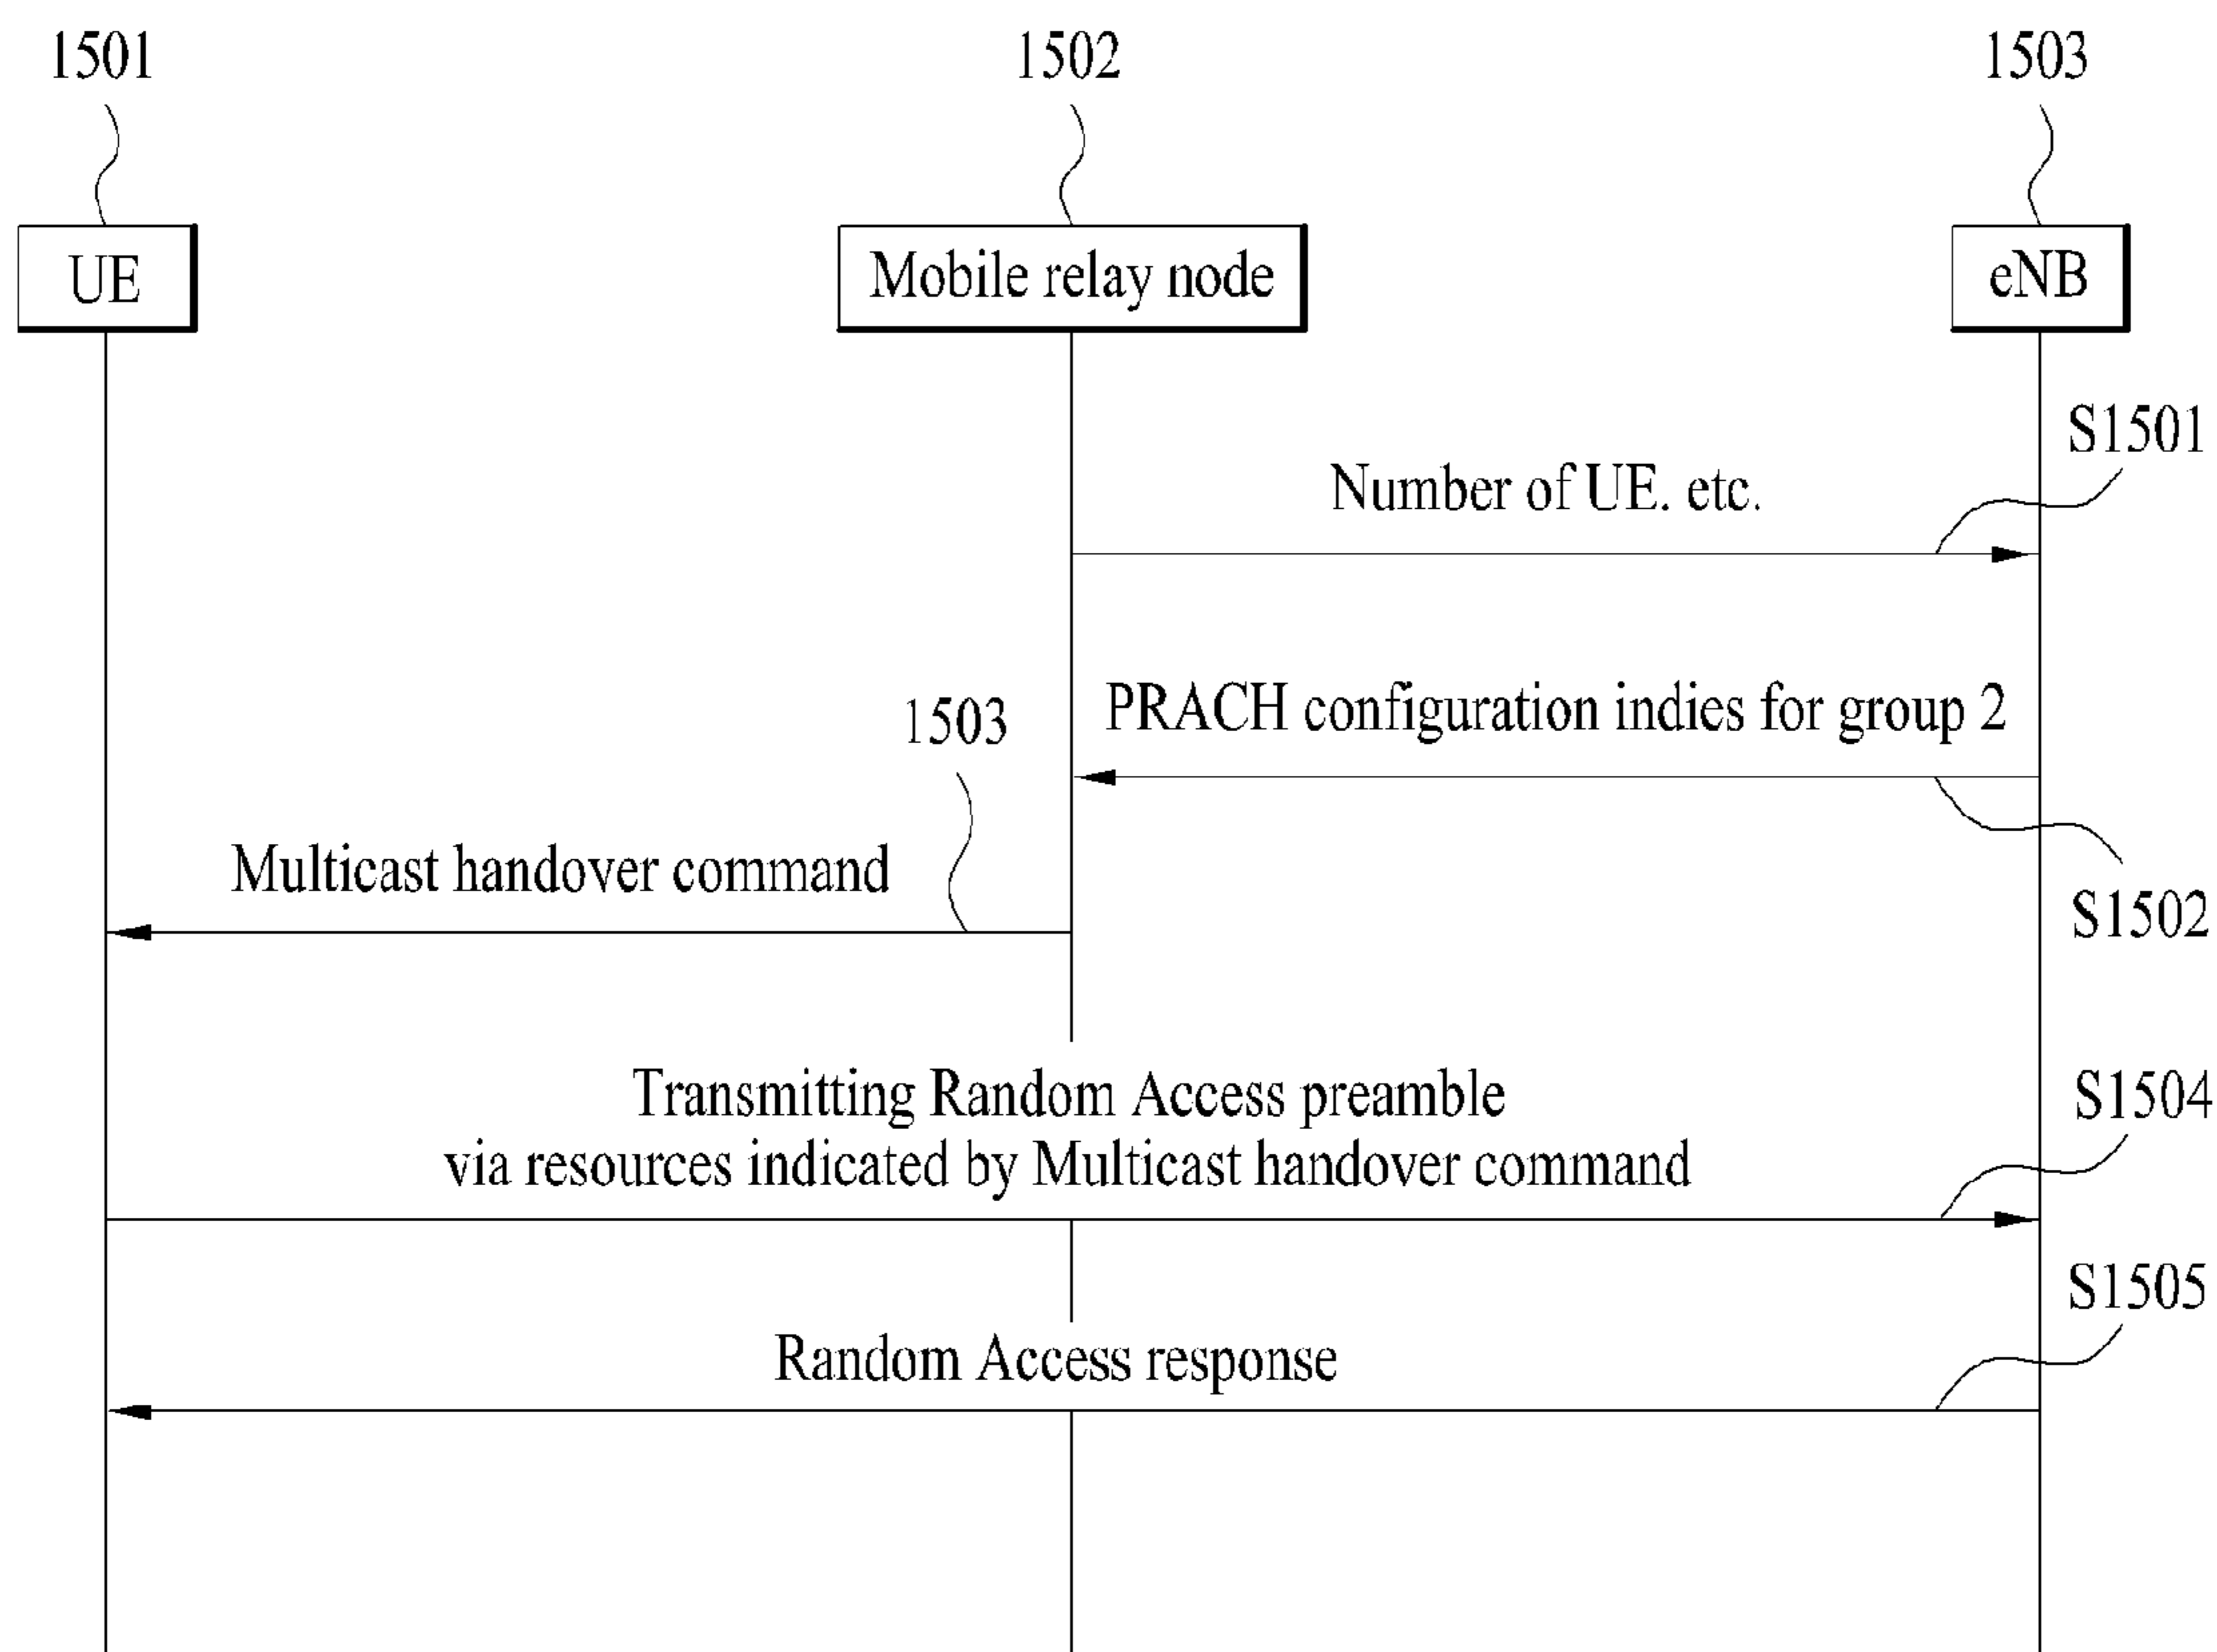 1501
1502
1503
UE
Mobile relay node
eNB
S1501
Number of UE. etc.
PRACH configuration indies for group 2
1503
Multicast handover command
S1502
Transmitting Random Access preamble
via resources indicated by Multicast handover command
S1504
S1505
Random Access response